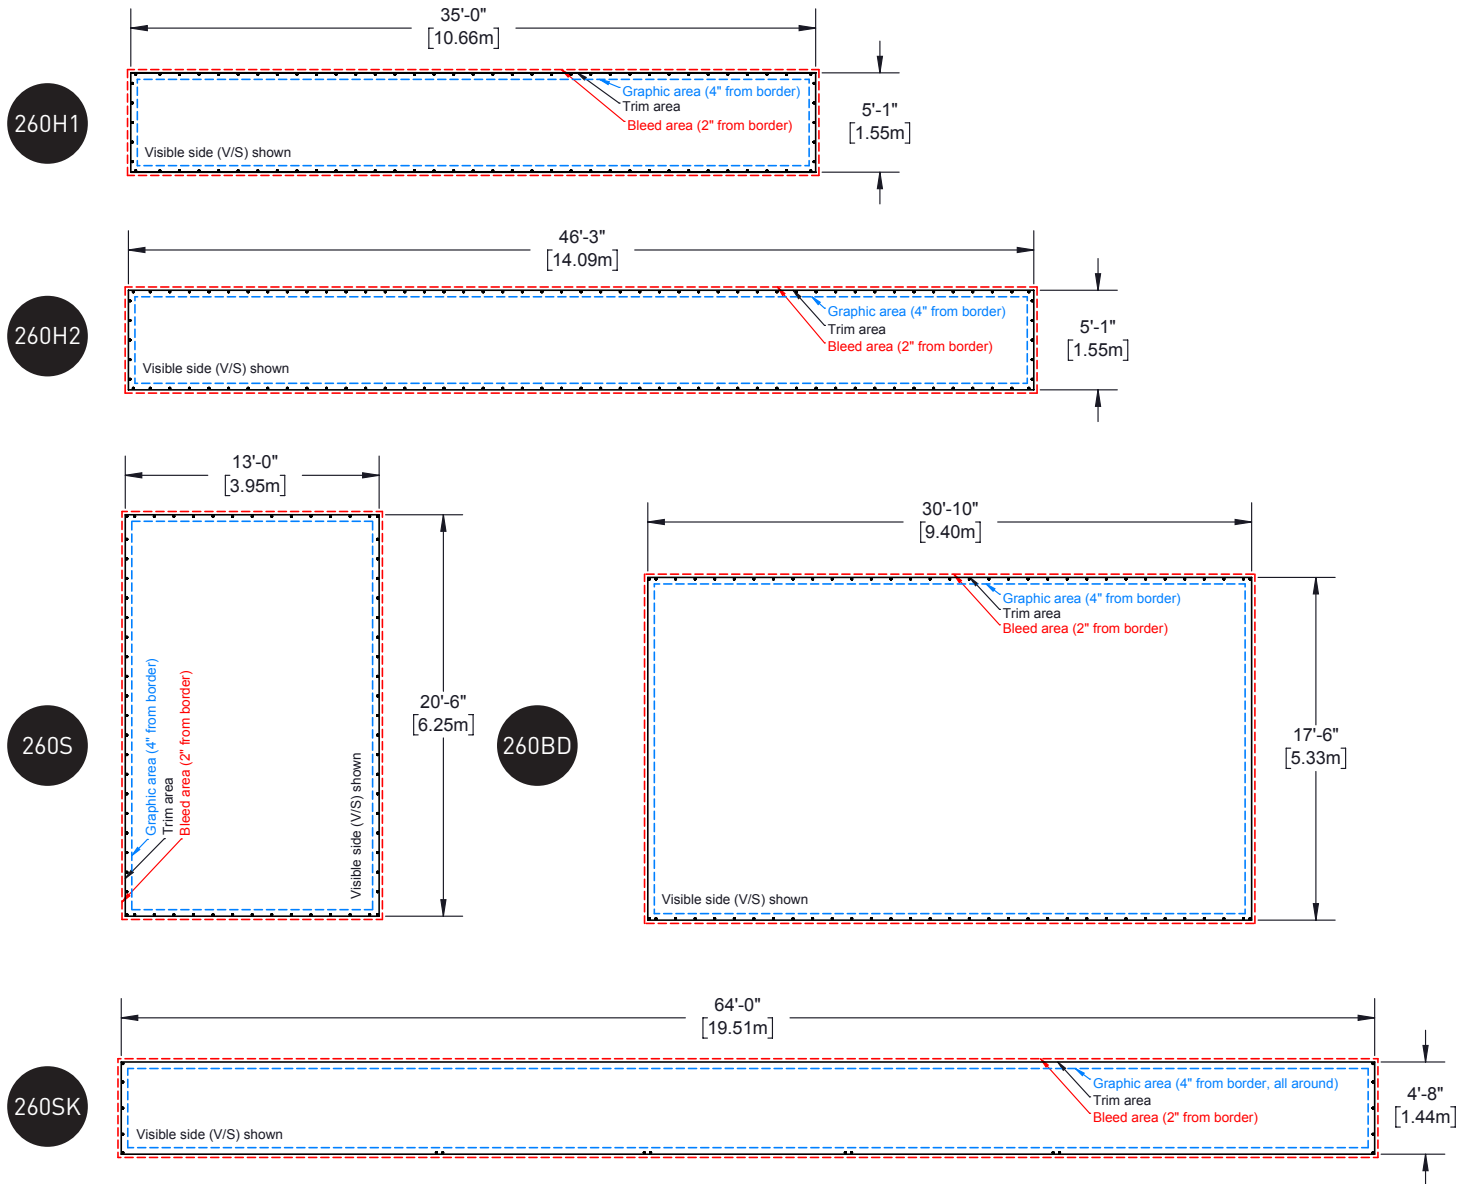 35'-0"
[10.66m]
260H1
Graphic area (4" from border)
Trim area
Bleed area (2" from border)
Visible side (V/S) shown
5'-1"
[1.55m]
46'-3"
[14.09m]
260H2
Graphic area (4" from border)
Trim area
Bleed area (2" from border)
Visible side (V/S) shown
5'-1"
[1.55m]
13'-0"
[3.95m]
260S
Graphic area (4" from border)
Trim area
Bleed area (2" from border)
Visible side (V/S) shown
20'-6"
[6.25m]
30'-10"
[9.40m]
260BD
Graphic area (4" from border)
Trim area
Bleed area (2" from border)
Visible side (V/S) shown
17'-6"
[5.33m]
64'-0"
[19.51m]
260SK
Graphic area (4" from border, all around)
Trim area
Bleed area (2" from border)
Visible side (V/S) shown
4'-8"
[1.44m]